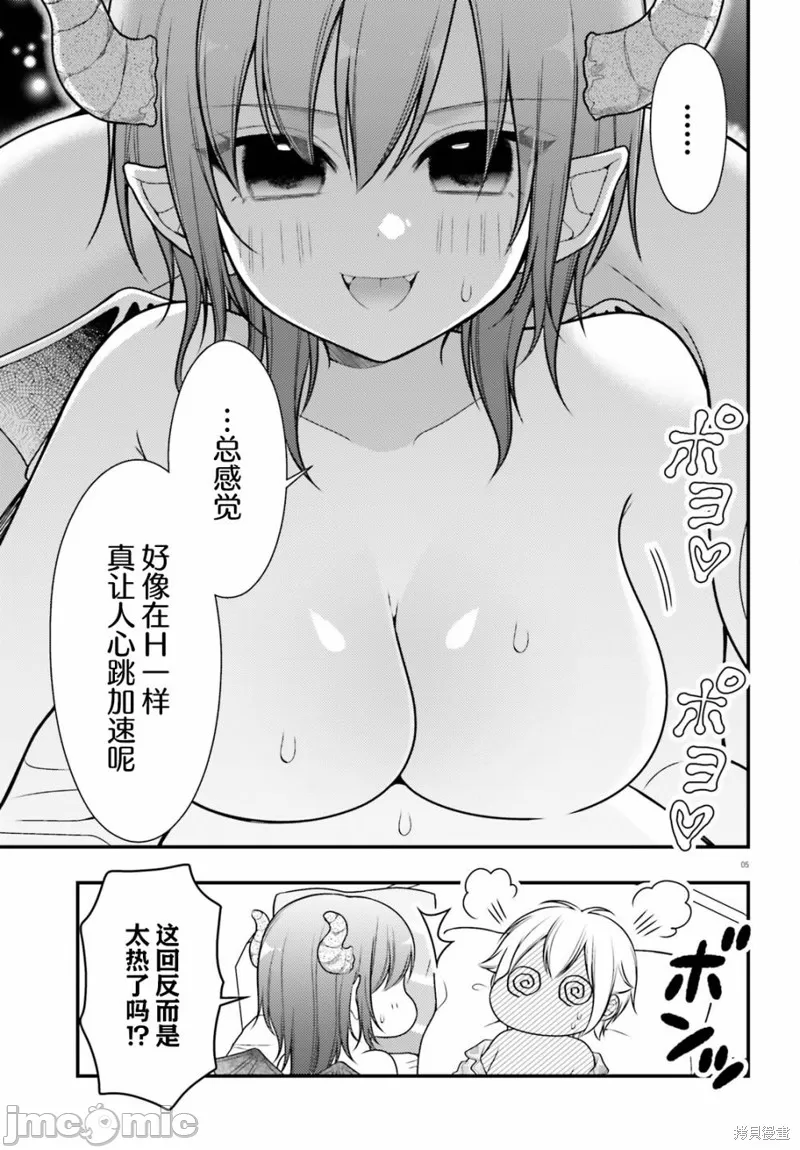 ……
…总感觉
好像在H一样
真让人心跳加速呢
ポヨ♡
ポヨ♡
05
这回反而是
太热了吗!?
ボンッ
jmcomic
拷贝漫畫